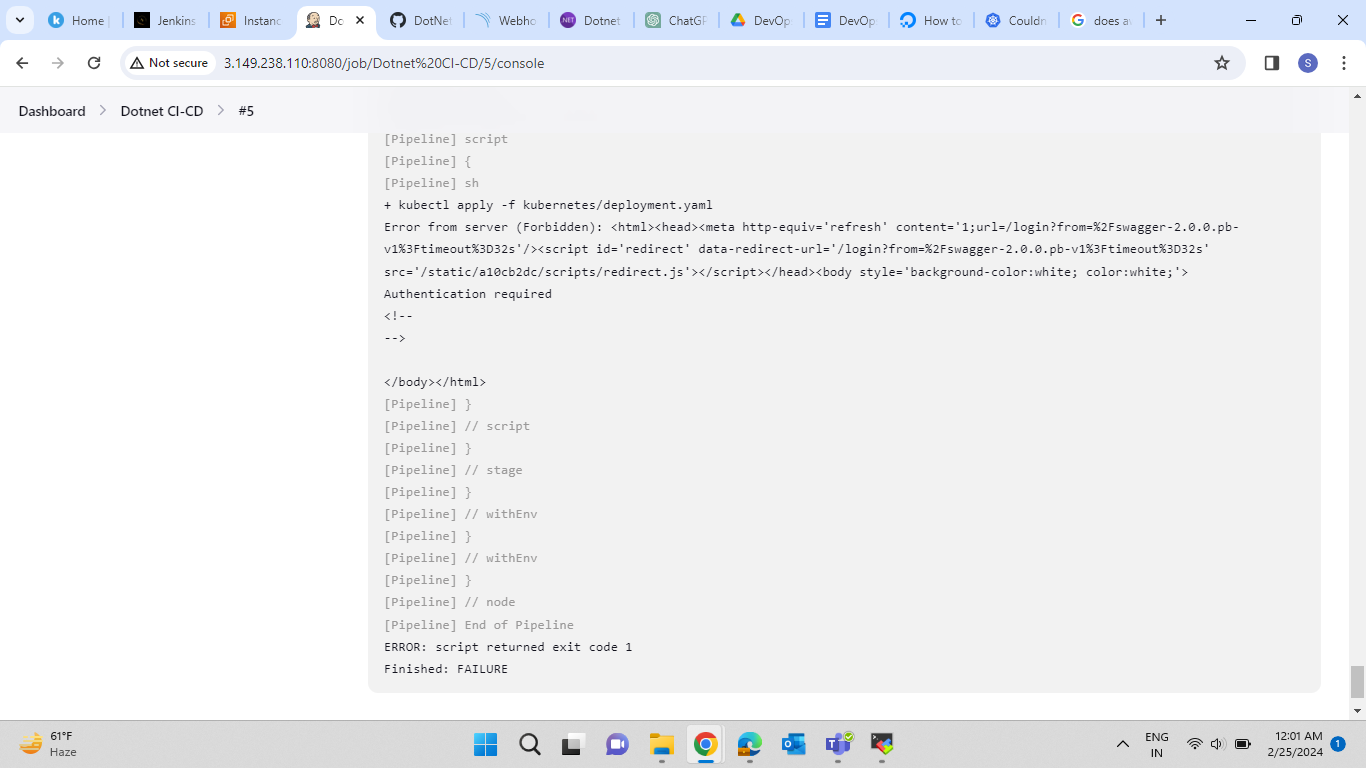 Home
Jenkins
Instanc
Do
DotNet
Webho
Dotnet
ChatGP
DevOp
DevOp
How to
Couldn
does a
Not secure
3.149.238.110:8080/job/Dotnet%20CI-CD/5/console
S
Dashboard > Dotnet CI-CD > #5
[Pipeline] script
[Pipeline] {
[Pipeline] sh
+ kubectl apply -f kubernetes/deployment.yaml
Error from server (Forbidden): <html><head><meta http-equiv='refresh' content='1;url=/login?from=%2Fswagger-2.0.0.pb-
v1%3Ftimeout%3D32s'/><script id='redirect' data-redirect-url='/login?from=%2Fswagger-2.0.0.pb-v1%3Ftimeout%3D32s'
src='/static/a10cb2dc/scripts/redirect.js'></script></head><body style='background-color:white; color:white;'>
Authentication required
<!--
-->
</body></html>
[Pipeline] }
[Pipeline] // script
[Pipeline] }
[Pipeline] // stage
[Pipeline] }
[Pipeline] // withEnv
[Pipeline] }
[Pipeline] // withEnv
[Pipeline] }
[Pipeline] // node
[Pipeline] End of Pipeline
ERROR: script returned exit code 1
Finished: FAILURE
61°F
Haze
ENG
IN
12:01 AM
2/25/2024
1